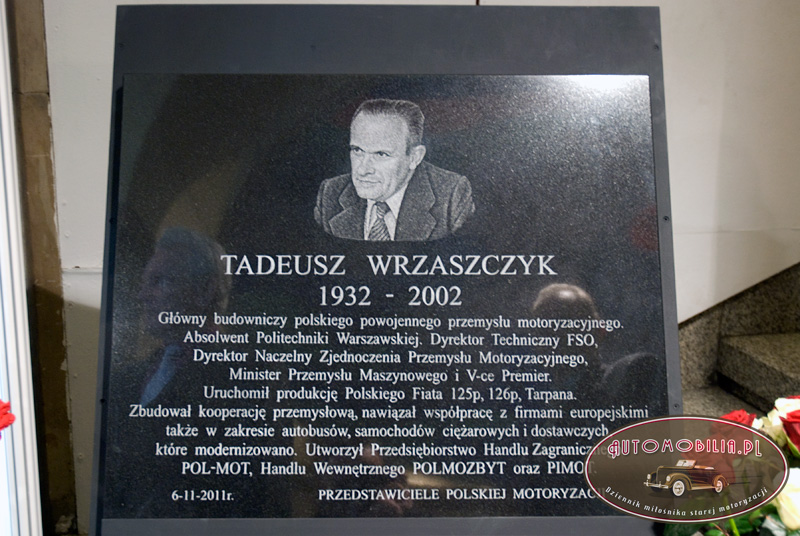 TADEUSZ WRZASZCZYK
1932 - 2002
Główny budowniczy polskiego powojennego przemysłu motoryzacyjnego.
Absolwent Politechniki Warszawskiej. Dyrektor Techniczny FSO,
Dyrektor Naczelny Zjednoczenia Przemysłu Motoryzacyjnego,
Minister Przemysłu Maszynowego i V-ce Premier.
Uruchomił produkcję Polskiego Fiata 125p, 126p, Tarpana.
Zbudował kooperację przemysłową, nawiązał współpracę z firmami europejskimi
także w zakresie autobusów, samochodów ciężarowych i dostawczych,
które modernizowano. Utworzył Przedsiębiorstwo Handlu
POL-MOT, Handlu Wewnętrznego POLMOZBYT oraz
6-11-2011r. PRZEDSTAWICIELE POLSKIEJ
AUTOMOBILIA.PL
Dziennik miłośnika starej motoryzacji